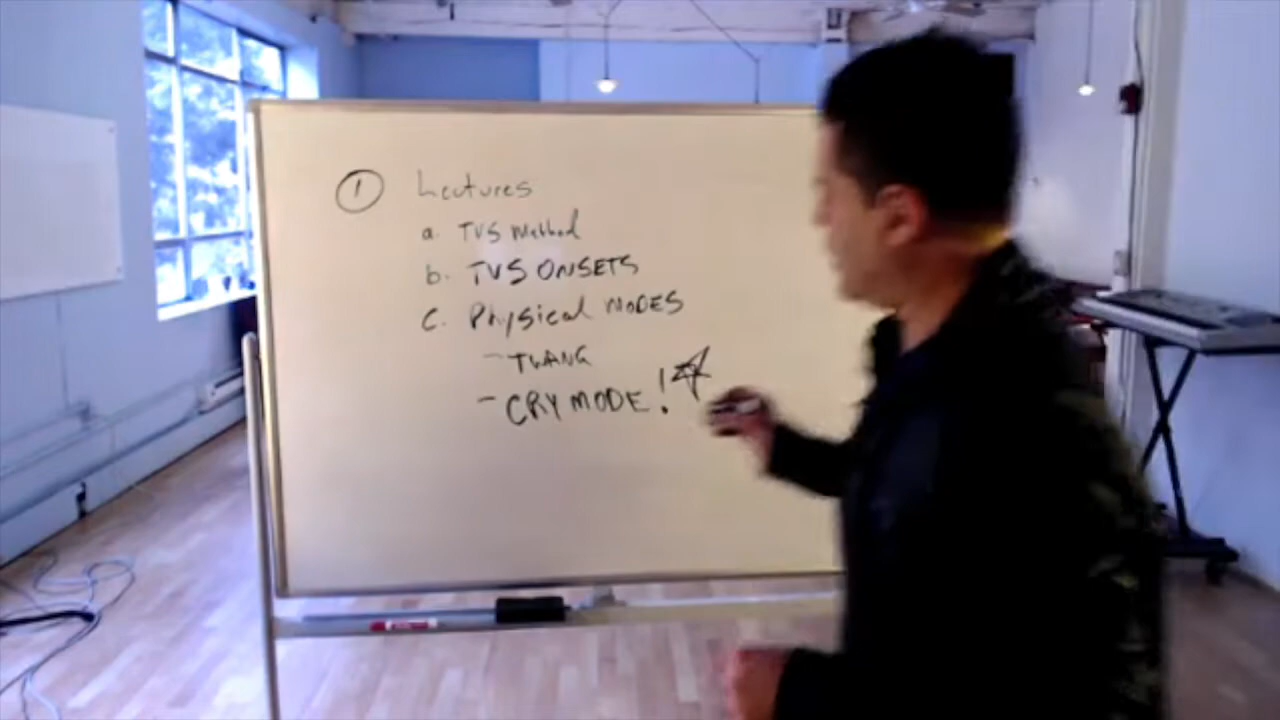 ① Lectures
a. TVS Method
b. TVS ONSETS
C. Physical MODES
- TWANG
- CRY MODE! ☆